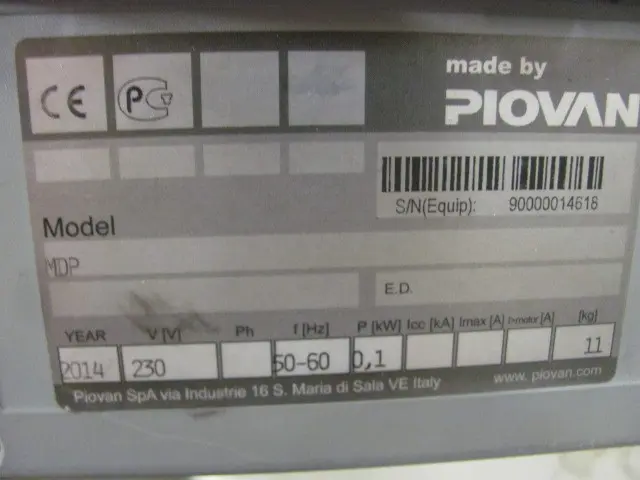 made by
CE PC PIOVAN
S/N(Equip): 90000014618
Model
MDP
E.D.
YEAR V [V] Ph f [Hz] P [kW] Icc [kA] Imax [A] I>motor [A] [kg]
2014 230 50-60 0,1 11
Piovan SpA via Industrie 16 S. Maria di Sala VE Italy www.piovan.com